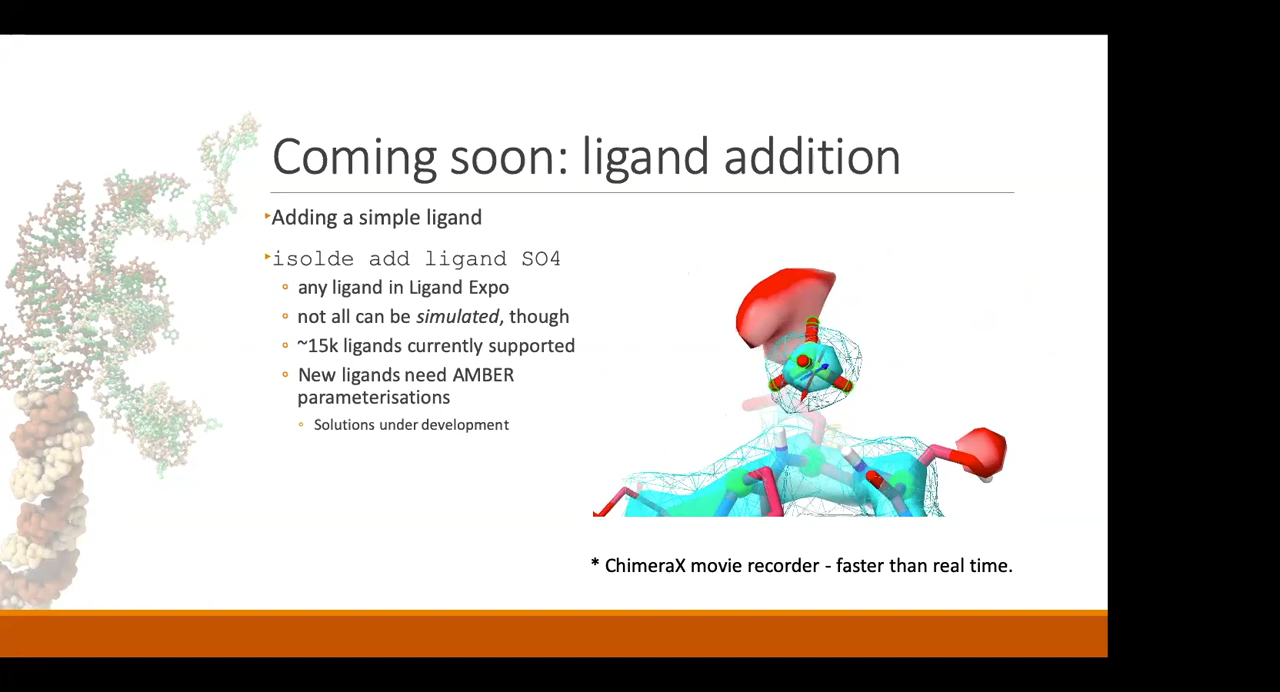 Coming soon: ligand addition
Adding a simple ligand
isolde add ligand SO4
any ligand in Ligand Expo
not all can be simulated, though
~15k ligands currently supported
New ligands need AMBER
parameterisations
Solutions under development
* ChimeraX movie recorder - faster than real time.